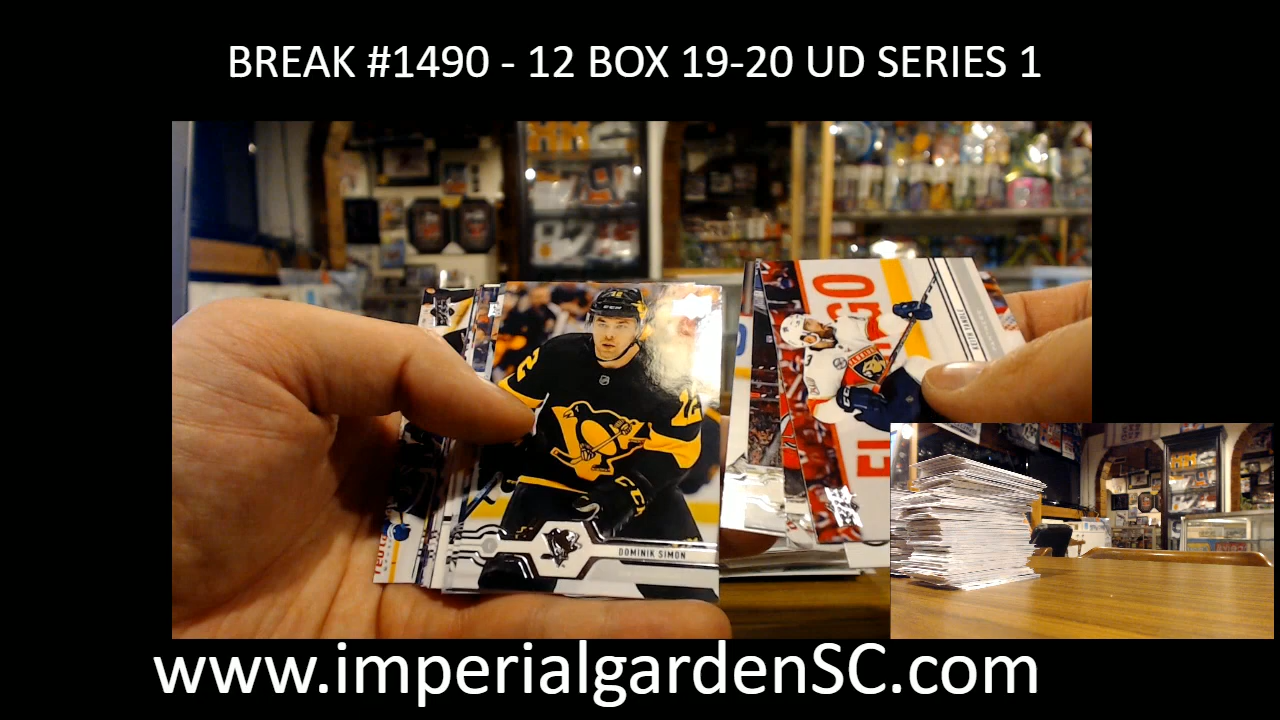 BREAK #1490 - 12 BOX 19-20 UD SERIES 1
DOMINIK SIMON
www.imperialgardenSC.com